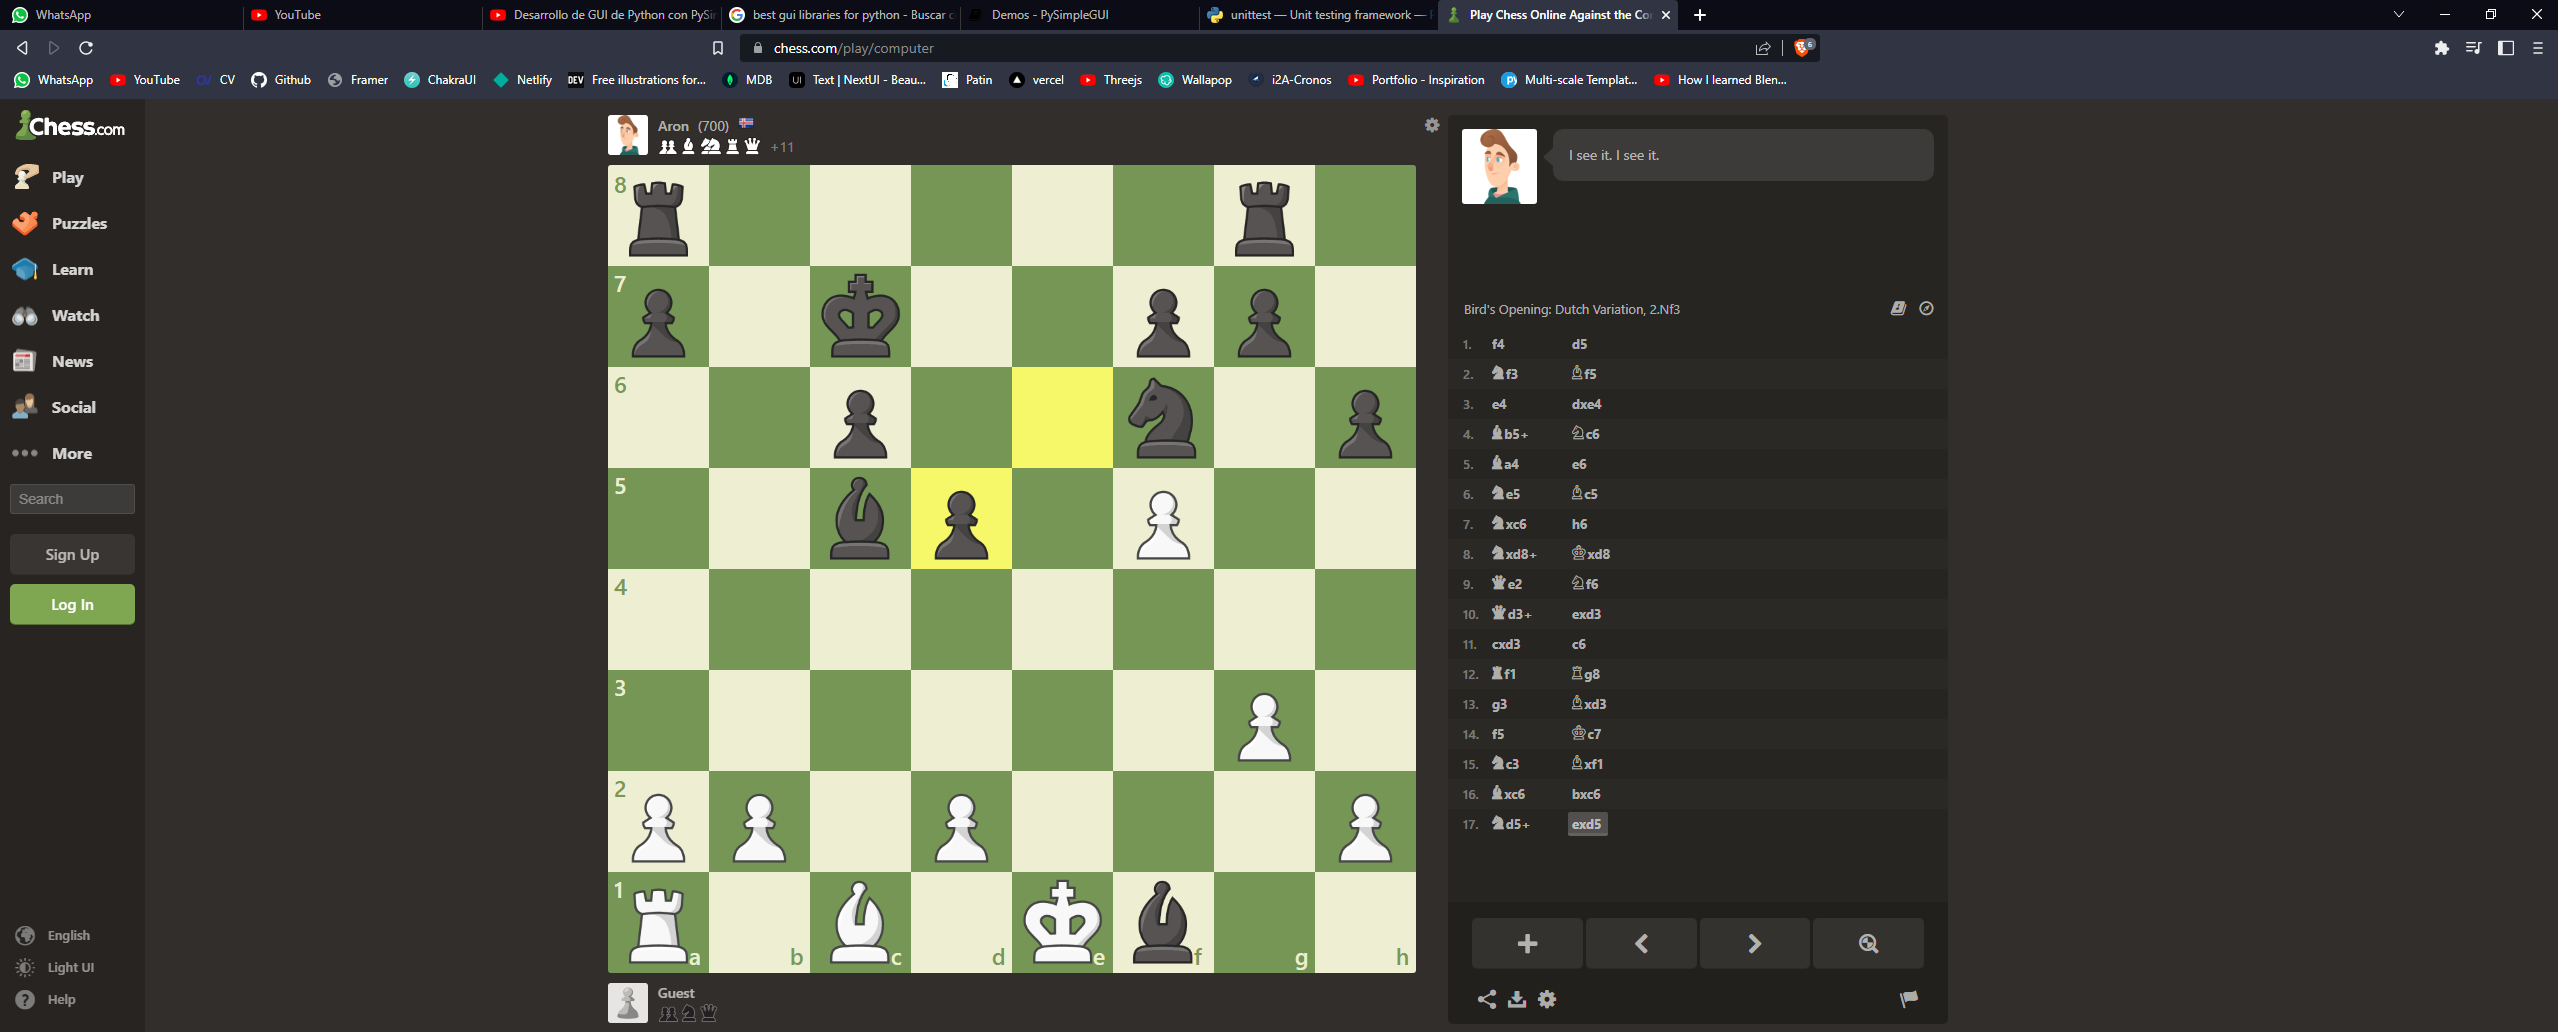 WhatsApp
YouTube
Desarrollo de GUI de Python con PySi
best gui libraries for python - Buscar c
Demos - PySimpleGUI
unittest — Unit testing framework — P
Play Chess Online Against the Co
chess.com/play/computer
6
WhatsApp YouTube CV Github Framer ChakraUI Netlify DEV Free illustrations for... MDB UI Text | NextUI - Beau... Patin vercel Threejs Wallapop i2A-Cronos Portfolio - Inspiration Multi-scale Templat... How I learned Blen...
Chess.com
Play
Puzzles
Learn
Watch
News
Social
More
Search
Sign Up
Log In
English
Light UI
Help
Aron (700)
+11
8
7
6
5
4
3
2
1
a b c d e f g h
Guest
I see it. I see it.
Bird's Opening: Dutch Variation, 2.Nf3
1. f4 d5
2. f3 f5
3. e4 dxe4
4. b5+ c6
5. a4 e6
6. e5 c5
7. xc6 h6
8. xd8+ xd8
9. e2 f6
10. d3+ exd3
11. cxd3 c6
12. f1 g8
13. g3 xd3
14. f5 c7
15. c3 xf1
16. xc6 bxc6
17. d5+ exd5